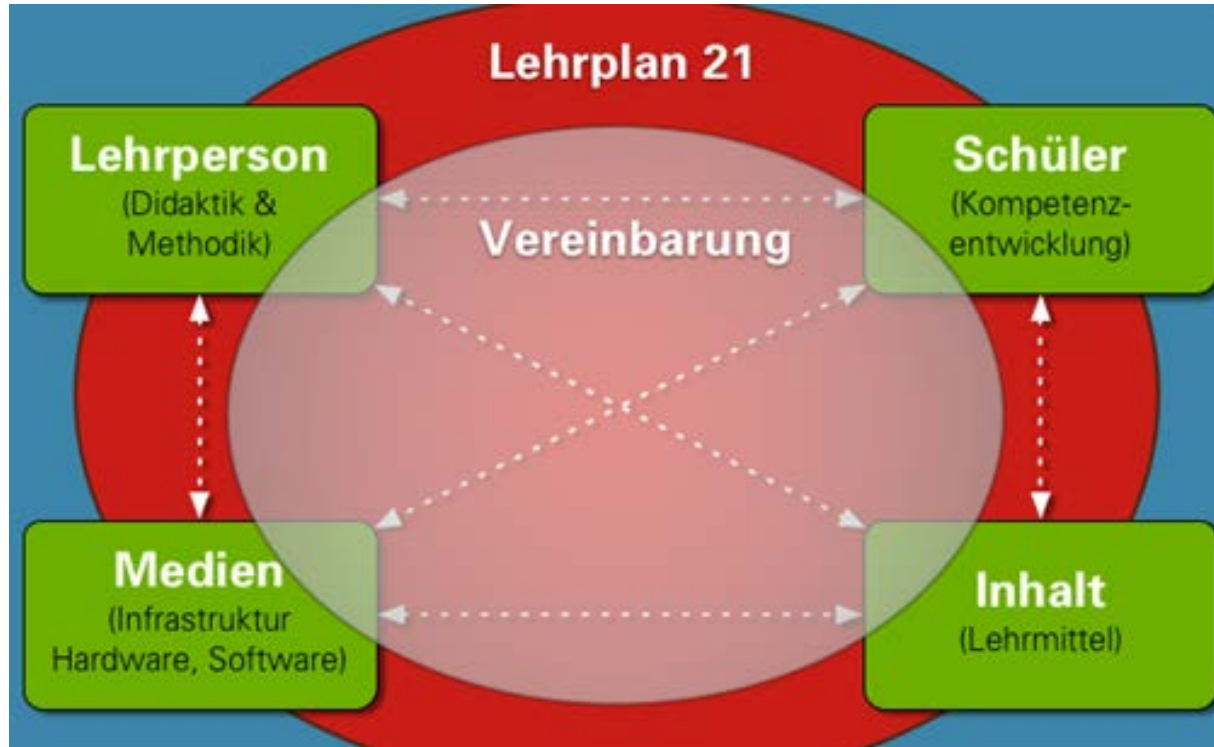 Lehrplan 21
Lehrperson
(Didaktik &
Methodik)
Schüler
(Kompetenz-
entwicklung)
Vereinbarung
Medien
(Infrastruktur
Hardware, Software)
Inhalt
(Lehrmittel)